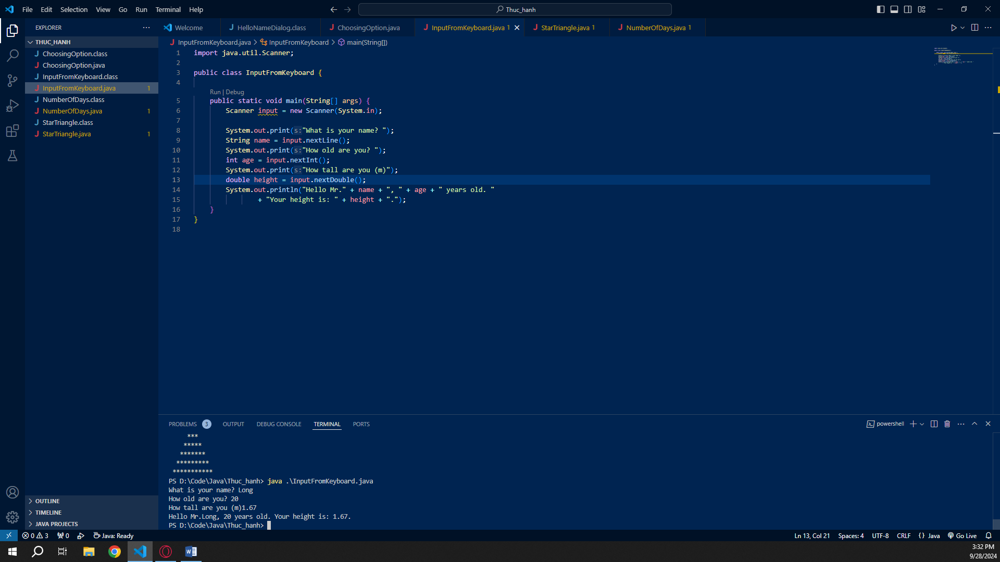 File Edit Selection View Go Run Terminal Help
Thuc_hanh
EXPLORER
THUC_HANH
ChoosingOption.class
ChoosingOption.java
InputFromKeyboard.class
InputFromKeyboard.java 1
NumberOfDays.class
NumberOfDays.java 1
StarTriangle.class
StarTriangle.java 1
OUTLINE
TIMELINE
JAVA PROJECTS
Welcome HelloNameDialog.class ChoosingOption.java InputFromKeyboard.java 1 StarTriangle.java 1 NumberOfDays.java 1
InputFromKeyboard.java > InputFromKeyboard > main(String[])
1 import java.util.Scanner;
2
3 public class InputFromKeyboard {
4
Run | Debug
5 public static void main(String[] args) {
6 Scanner input = new Scanner(System.in);
7
8 System.out.print(s:"What is your name? ");
9 String name = input.nextLine();
10 System.out.print(s:"How old are you? ");
11 int age = input.nextInt();
12 System.out.print(s:"How tall are you (m)");
13 double height = input.nextDouble();
14 System.out.println("Hello Mr." + name + ", " + age + " years old. "
15 + "Your height is: " + height + ".");
16 }
17 }
18
PROBLEMS 3 OUTPUT DEBUG CONSOLE TERMINAL PORTS
powershell
***
*****
*******
*********
***********
PS D:\Code\Java\Thuc_hanh> java .\InputFromKeyboard.java
What is your name? Long
How old are you? 20
How tall are you (m)1.67
Hello Mr.Long, 20 years old. Your height is: 1.67.
PS D:\Code\Java\Thuc_hanh>
0 3 0 Java: Ready
Ln 13, Col 21 Spaces: 4 UTF-8 CRLF {} Java Go Live
3:32 PM
9/28/2024